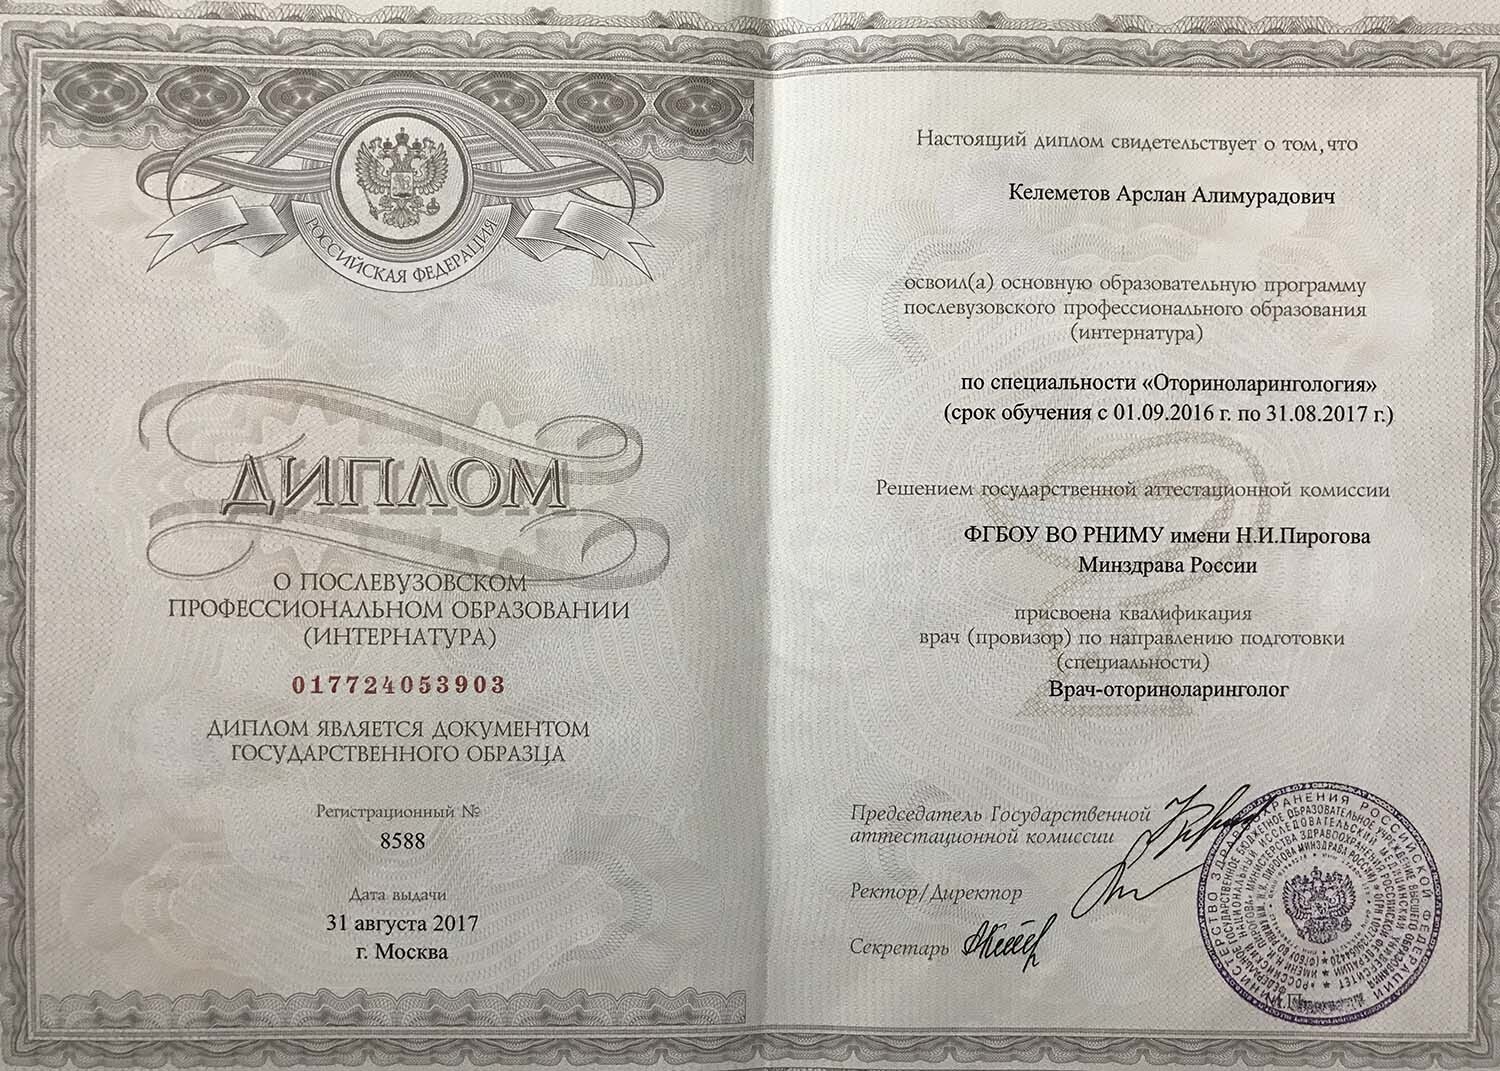 РОССИЙСКАЯ ФЕДЕРАЦИЯ
ДИПЛОМ
О ПОСЛЕВУЗОВСКОМ
ПРОФЕССИОНАЛЬНОМ ОБРАЗОВАНИИ
(ИНТЕРНАТУРА)
017724053903
ДИПЛОМ ЯВЛЯЕТСЯ ДОКУМЕНТОМ
ГОСУДАРСТВЕННОГО ОБРАЗЦА
Регистрационный №
8588
Дата выдачи
31 августа 2017
г. Москва
Настоящий диплом свидетельствует о том, что
Келеметов Арслан Алимурадович
освоил(а) основную образовательную программу
послевузовского профессионального образования
(интернатура)
по специальности «Оториноларингология»
(срок обучения с 01.09.2016 г. по 31.08.2017 г.)
Решением государственной аттестационной комиссии
ФГБОУ ВО РНИМУ имени Н.И.Пирогова
Минздрава России
присвоена квалификация
врач (провизор) по направлению подготовки
(специальности)
Врач-оториноларинголог
Председатель Государственной
аттестационной комиссии
Ректор/Директор
Секретарь
М.П.
МИНИСТЕРСТВО ЗДРАВООХРАНЕНИЯ РОССИЙСКОЙ ФЕДЕРАЦИИ